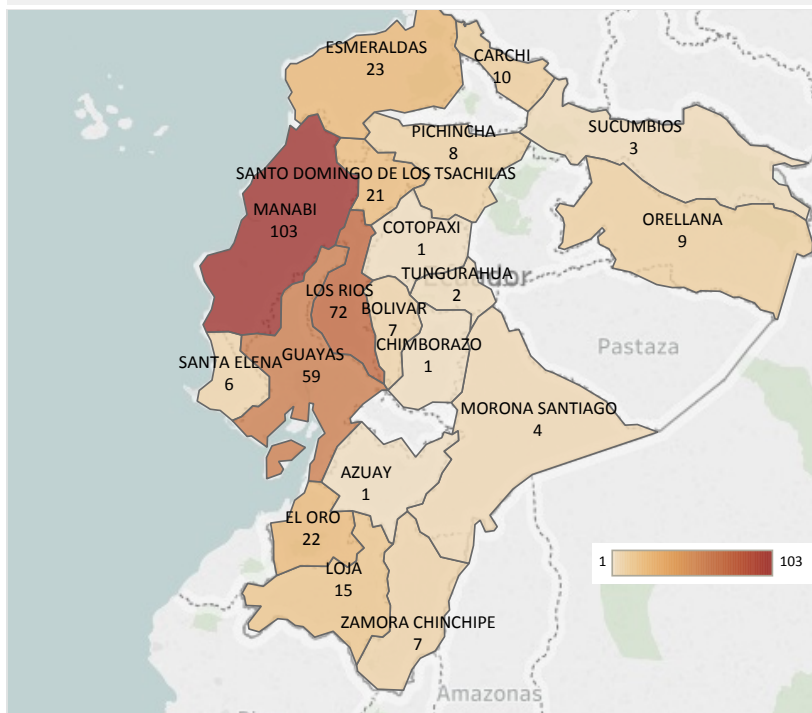 ESMERALDAS
23
CARCHI
10
PICHINCHA
8
SUCUMBIOS
3
SANTO DOMINGO DE LOS TSACHILAS
21
MANABI
103
COTOPAXI
1
ORELLANA
9
TUNGURAHUA
2
Ecuador
LOS RIOS
72
BOLIVAR
7
CHIMBORAZO
1
Pastaza
SANTA ELENA
6
GUAYAS
59
MORONA SANTIAGO
4
AZUAY
1
EL ORO
22
1
103
LOJA
15
ZAMORA CHINCHIPE
7
Amazonas